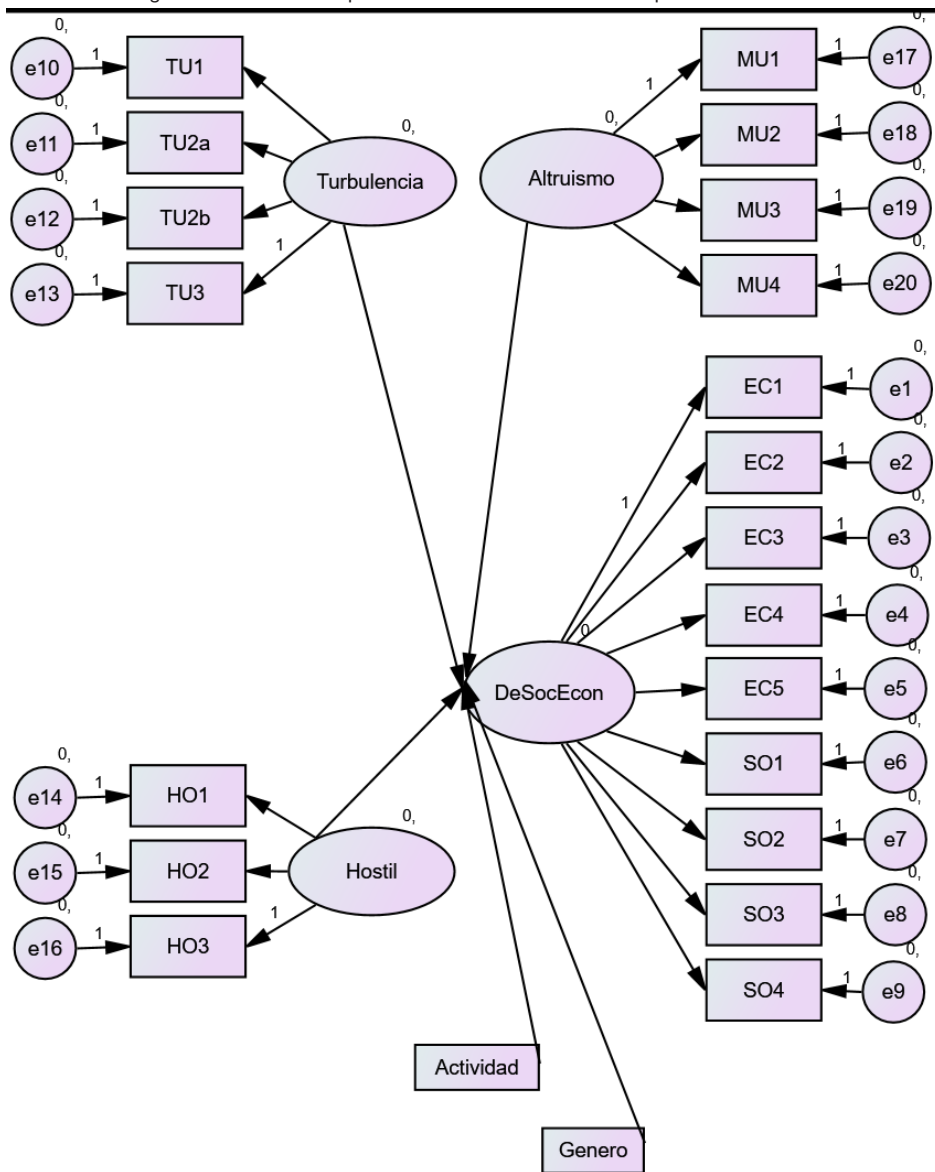 0,
e10
1
TU1
0,
e11
1
TU2a
0,
e12
1
TU2b
0,
e13
1
TU3
0,
Turbulencia
1
0,
Altruismo
1
MU1
1
0,
e17
MU2
1
0,
e18
MU3
1
0,
e19
MU4
1
0,
e20
EC1
1
0,
e1
EC2
1
0,
e2
1
EC3
1
0,
e3
EC4
1
0,
e4
EC5
1
0,
e5
SO1
1
0,
e6
SO2
1
0,
e7
SO3
1
0,
e8
SO4
1
0,
e9
0
DeSocEcon
0,
e14
1
HO1
0,
e15
1
HO2
0,
e16
1
HO3
0,
Hostil
1
Actividad
Genero